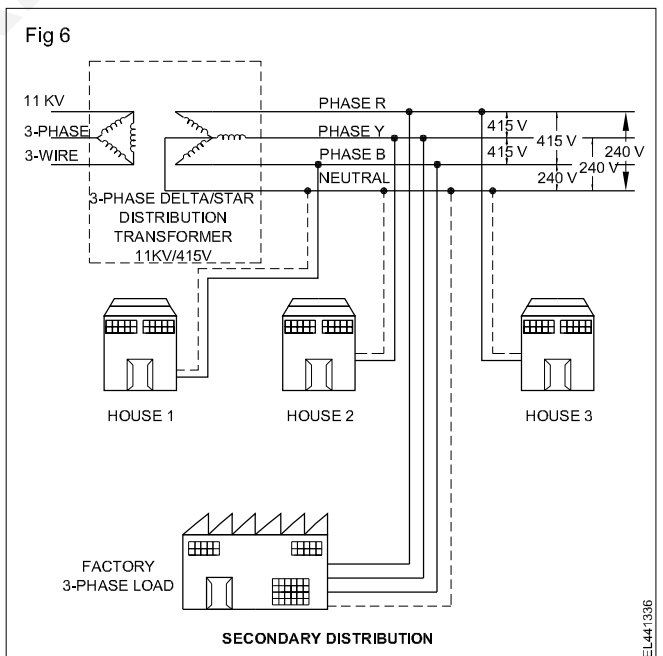 Fig 6
11 KV
3-PHASE
3-WIRE
3-PHASE DELTA/STAR
DISTRIBUTION
TRANSFORMER
11KV/415V
PHASE R
PHASE Y
PHASE B
NEUTRAL
415 V
415 V
415 V
240 V
240 V
240 V
HOUSE 1
HOUSE 2
HOUSE 3
FACTORY
3-PHASE LOAD
SECONDARY DISTRIBUTION
EL441336